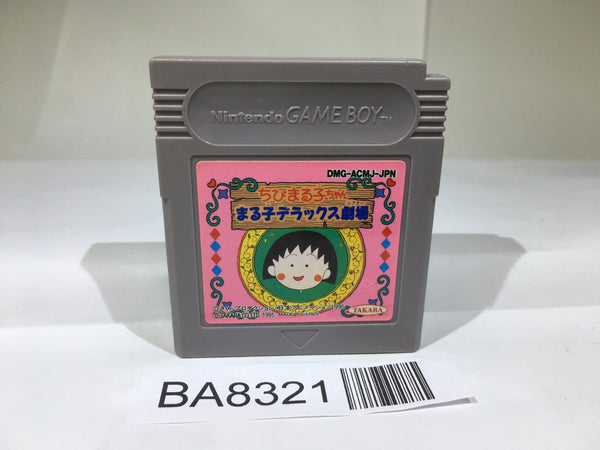 Nintendo GAME BOY TM
DMG-ACMJ-JPN
ちびまる子ちゃん
まる子デラックス劇場
TAKARA
BA8321